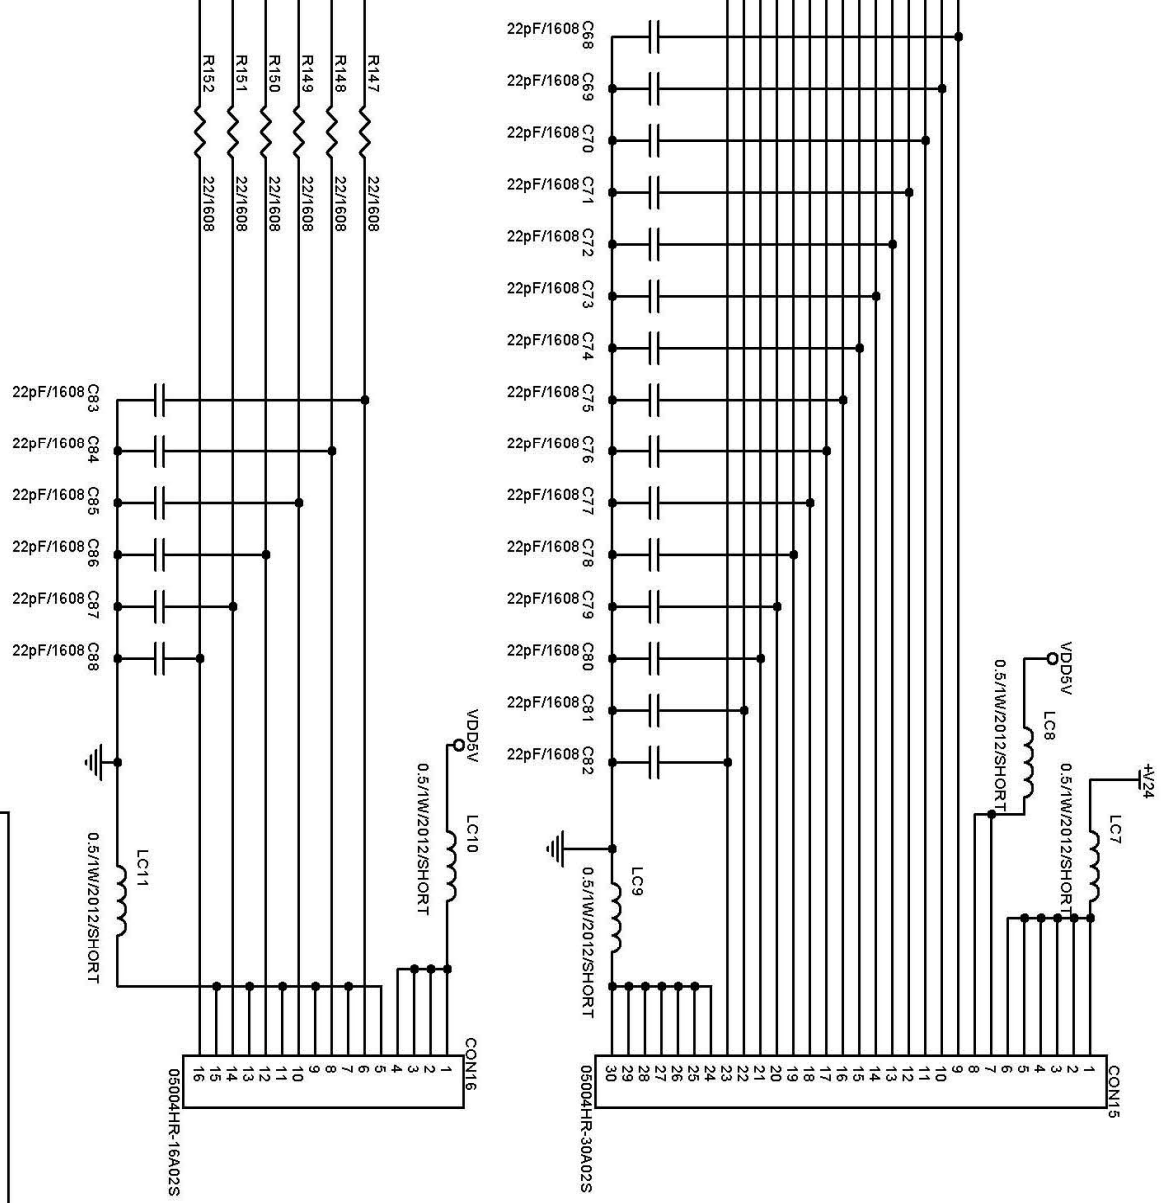 22pF/1608 C68
22pF/1608 C69
22pF/1608 C70
22pF/1608 C71
22pF/1608 C72
22pF/1608 C73
22pF/1608 C74
22pF/1608 C75
22pF/1608 C76
22pF/1608 C77
22pF/1608 C78
22pF/1608 C79
22pF/1608 C80
22pF/1608 C81
22pF/1608 C82
R152
R151
R150
R149
R148
R147
22/1608
22/1608
22/1608
22/1608
22/1608
22/1608
22pF/1608 C83
22pF/1608 C84
22pF/1608 C85
22pF/1608 C86
22pF/1608 C87
22pF/1608 C88
VDD5V
LC10
0.5/1W/2012/SHORT
LC11
0.5/1W/2012/SHORT
CON16
16 15 14 13 12 11 10 9 8 7 6 5 4 3 2 1
05004HR-16A02S
VDD5V
LC8
0.5/1W/2012/SHORT
+V24
LC7
0.5/1W/2012/SHORT
LC9
0.5/1W/2012/SHORT
CON15
30 29 28 27 26 25 24 23 22 21 20 19 18 17 16 15 14 13 12 11 10 9 8 7 6 5 4 3 2 1
05004HR-30A02S